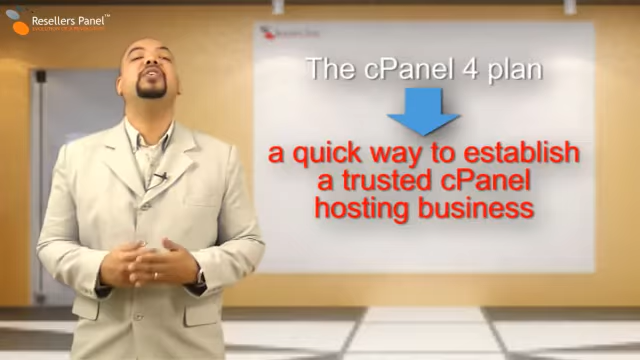 Resellers Panel™
The cPanel 4 plan
a quick way to establish
a trusted cPanel
hosting business